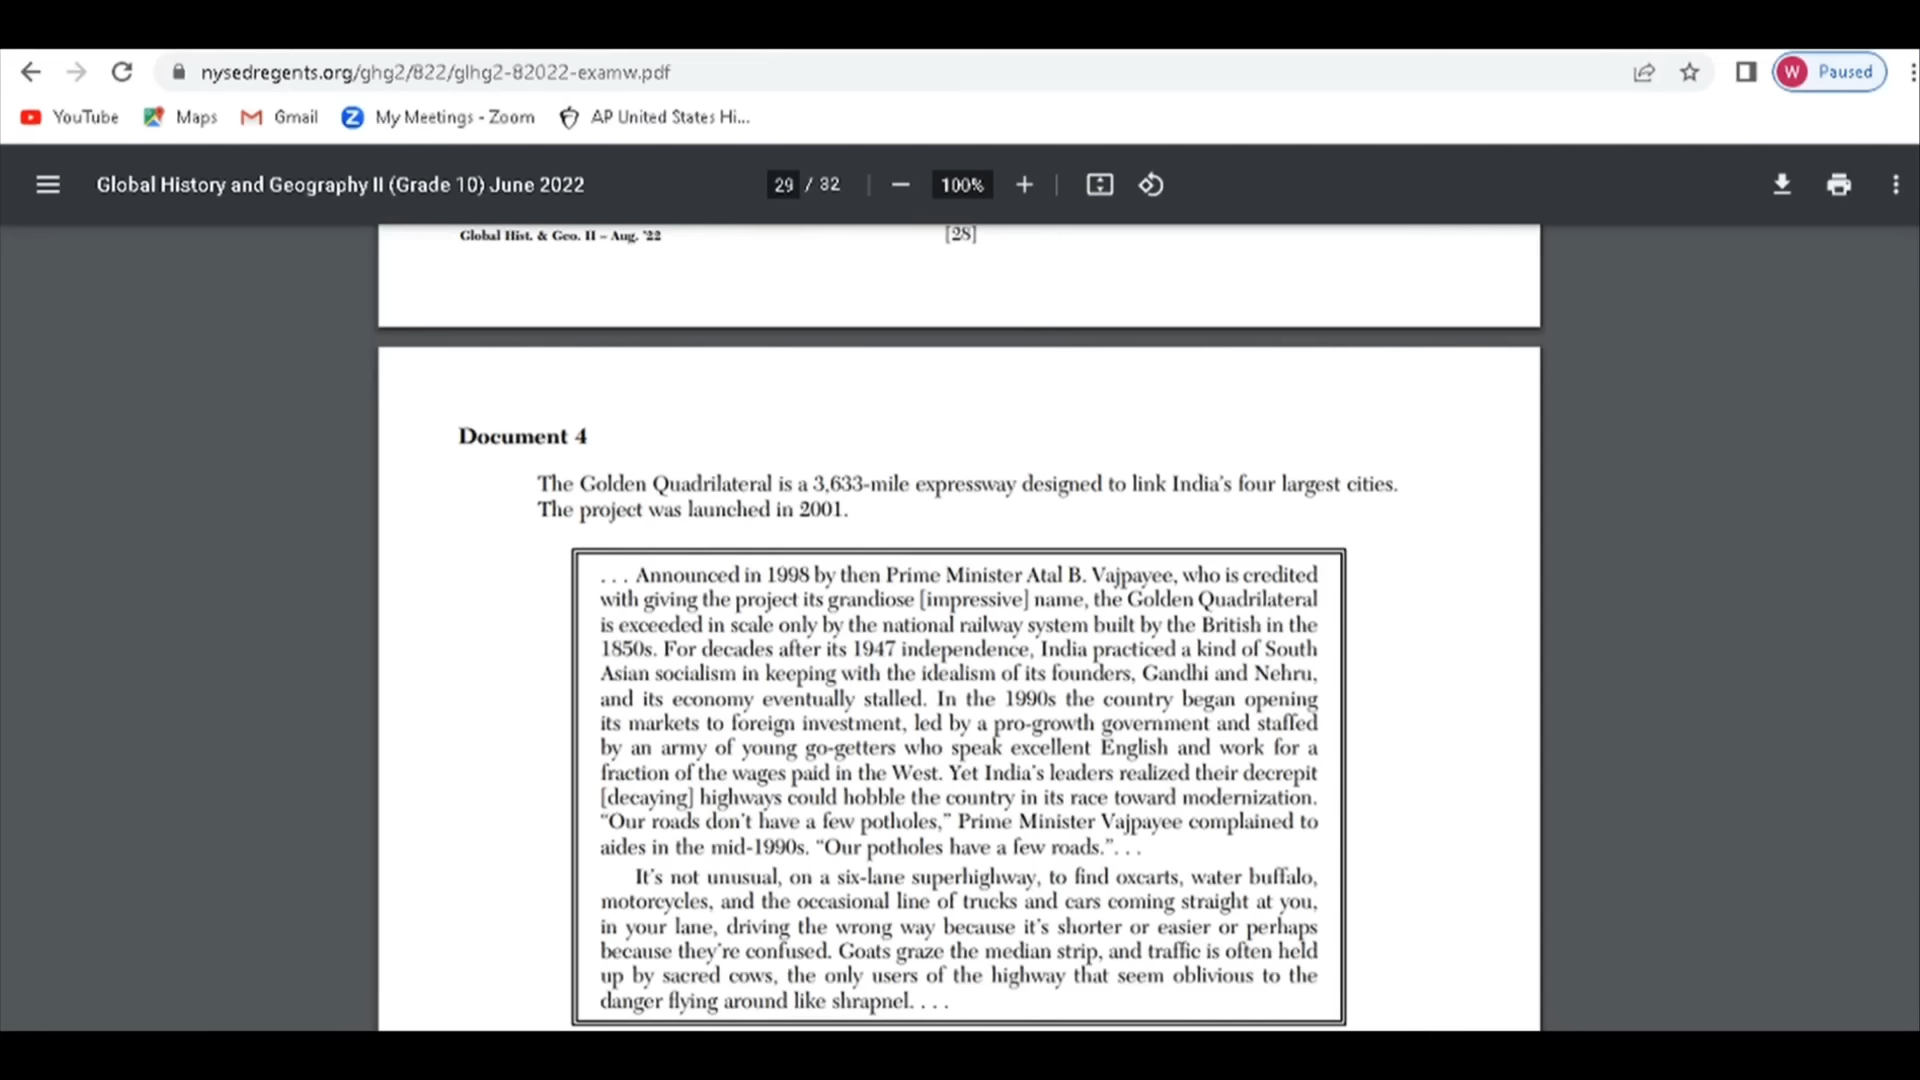 nysedregents.org/ghg2/822/glhg2-82022-examw.pdf
W Paused
YouTube Maps Gmail My Meetings - Zoom AP United States Hi...
Global History and Geography II (Grade 10) June 2022 29 / 32 100%
Global Hist. & Geo. II – Aug. ’22 [28]
Document 4
The Golden Quadrilateral is a 3,633-mile expressway designed to link India’s four largest cities.
The project was launched in 2001.
. . . Announced in 1998 by then Prime Minister Atal B. Vajpayee, who is credited
with giving the project its grandiose [impressive] name, the Golden Quadrilateral
is exceeded in scale only by the national railway system built by the British in the
1850s. For decades after its 1947 independence, India practiced a kind of South
Asian socialism in keeping with the idealism of its founders, Gandhi and Nehru,
and its economy eventually stalled. In the 1990s the country began opening
its markets to foreign investment, led by a pro-growth government and staffed
by an army of young go-getters who speak excellent English and work for a
fraction of the wages paid in the West. Yet India’s leaders realized their decrepit
[decaying] highways could hobble the country in its race toward modernization.
“Our roads don’t have a few potholes,” Prime Minister Vajpayee complained to
aides in the mid-1990s. “Our potholes have a few roads.”. . .
It’s not unusual, on a six-lane superhighway, to find oxcarts, water buffalo,
motorcycles, and the occasional line of trucks and cars coming straight at you,
in your lane, driving the wrong way because it’s shorter or easier or perhaps
because they’re confused. Goats graze the median strip, and traffic is often held
up by sacred cows, the only users of the highway that seem oblivious to the
danger flying around like shrapnel. . . .